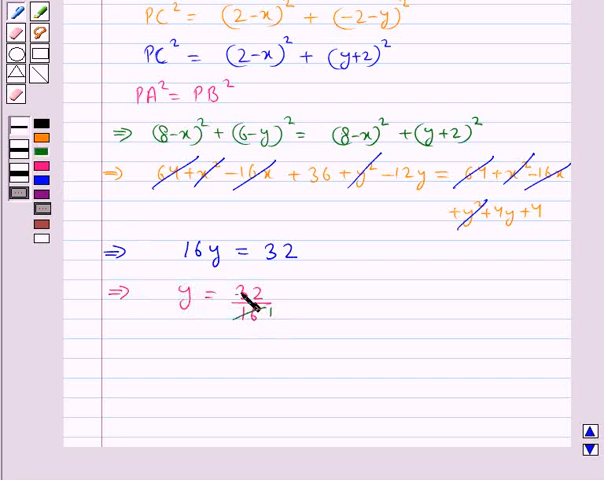 PC² = (2-x)² + (-2-y)²
PC² = (2-x)² + (y+2)²
PA² = PB²
⇒ (8-x)² + (6-y)² = (8-x)² + (y+2)²
⇒ 64 + x² - 16x + 36 + y² - 12y = 64 + x² - 16x
+ y² + 4y + 4
⇒ 16y = 32
⇒ y = 32/16 1